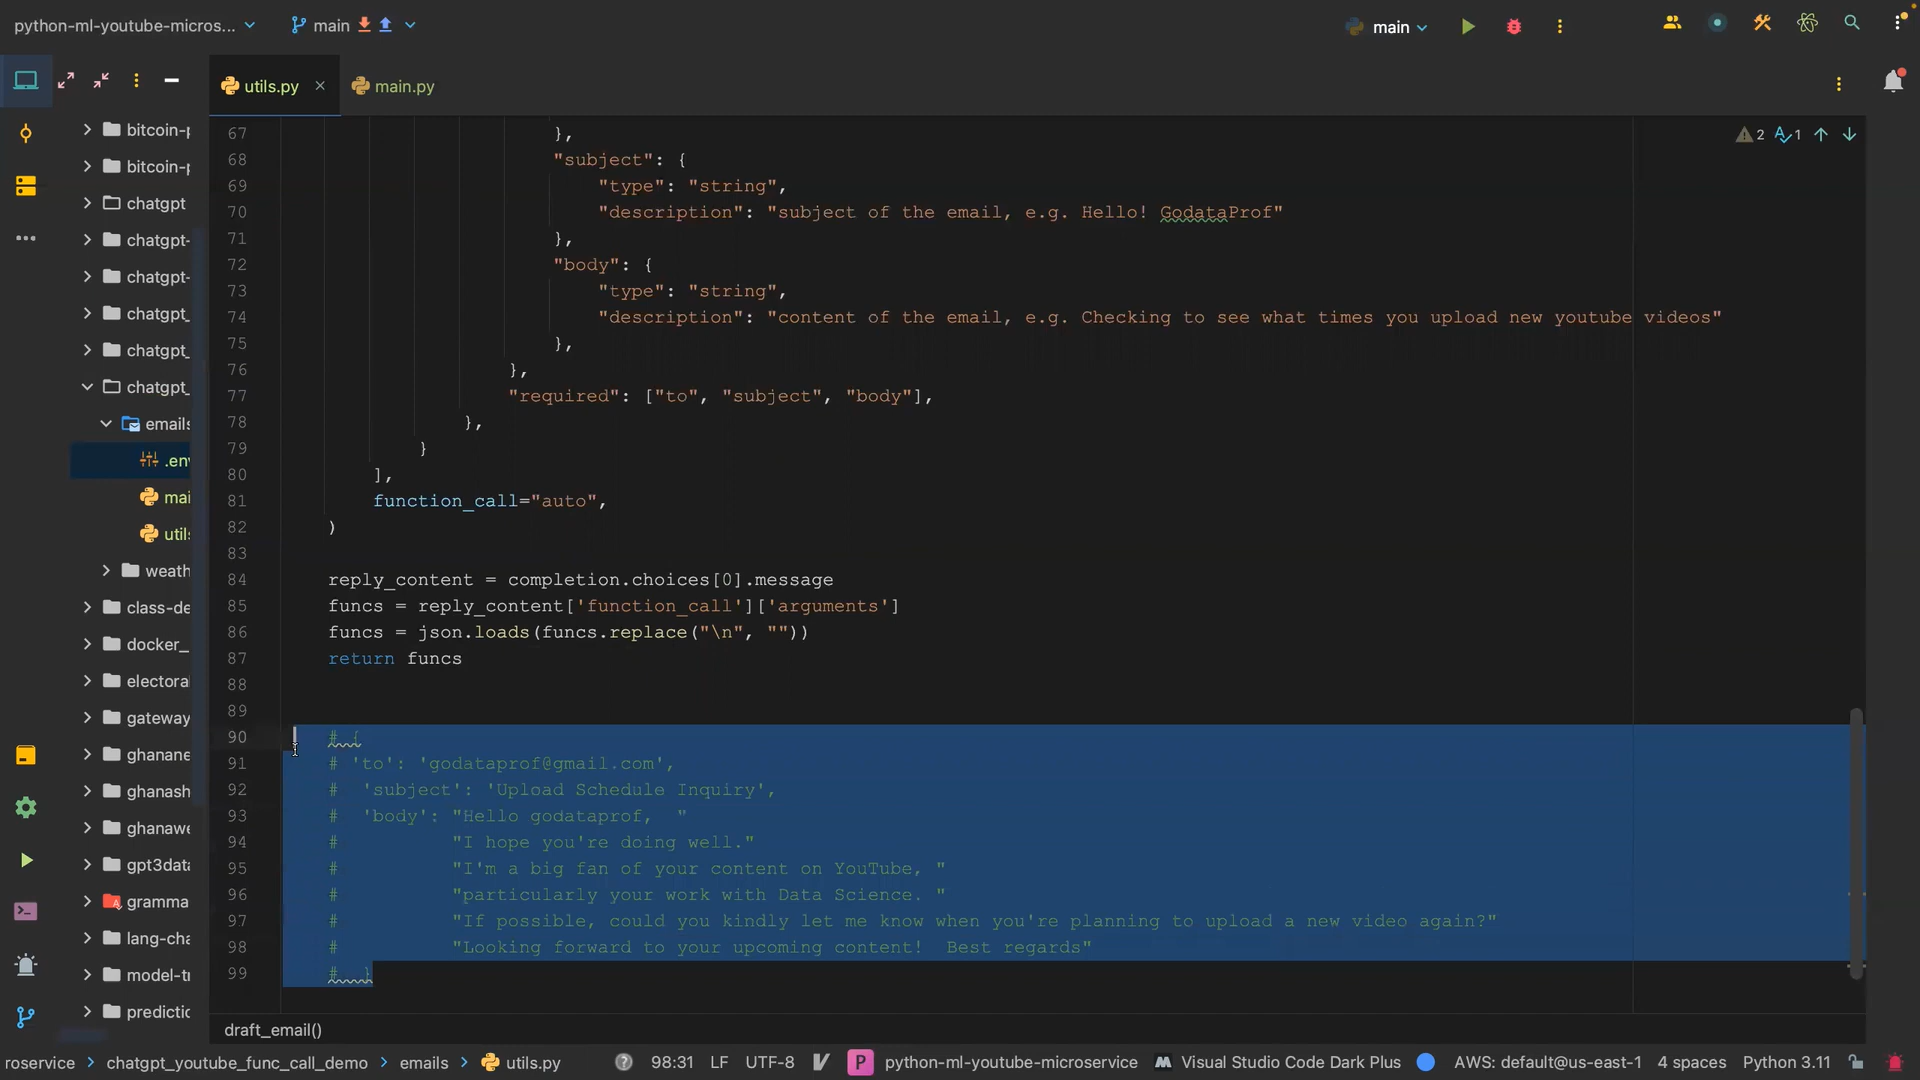 python-ml-youtube-micros...
main
main
utils.py
main.py
bitcoin-p
bitcoin-p
chatgpt
chatgpt-
chatgpt-
chatgpt_
chatgpt_
chatgpt_
emails
.env
mai
utils
weath
class-de
docker_
electora
gateway
ghanane
ghanash
ghanawe
gpt3data
gramma
lang-cha
model-tr
predictio
2 1
67 },
68 "subject": {
69 "type": "string",
70 "description": "subject of the email, e.g. Hello! GodataProf"
71 },
72 "body": {
73 "type": "string",
74 "description": "content of the email, e.g. Checking to see what times you upload new youtube videos"
75 },
76 },
77 "required": ["to", "subject", "body"],
78 },
79 }
80 ],
81 function_call="auto",
82 )
83
84 reply_content = completion.choices[0].message
85 funcs = reply_content['function_call']['arguments']
86 funcs = json.loads(funcs.replace("\n", ""))
87 return funcs
88
89
90 # {
91 # 'to': 'godataprof@gmail.com',
92 # 'subject': 'Upload Schedule Inquiry',
93 # 'body': "Hello godataprof,  "
94 # "I hope you're doing well."
95 # "I'm a big fan of your content on YouTube, "
96 # "particularly your work with Data Science. "
97 # "If possible, could you kindly let me know when you're planning to upload a new video again?"
98 # "Looking forward to your upcoming content!  Best regards"
99 # }
draft_email()
roservice > chatgpt_youtube_func_call_demo > emails > utils.py
98:31 LF UTF-8 P python-ml-youtube-microservice Visual Studio Code Dark Plus AWS: default@us-east-1 4 spaces Python 3.11